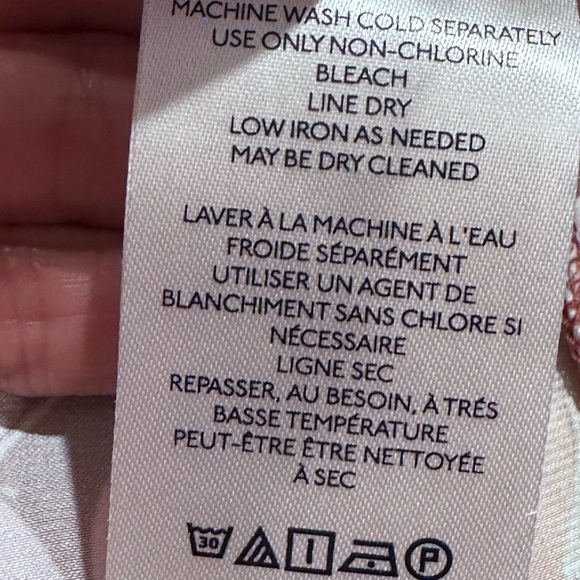 MACHINE WASH COLD SEPARATELY
USE ONLY NON-CHLORINE
BLEACH
LINE DRY
LOW IRON AS NEEDED
MAY BE DRY CLEANED
LAVER À LA MACHINE À L'EAU
FROIDE SÉPARÉMENT
UTILISER UN AGENT DE
BLANCHIMENT SANS CHLORE SI
NÉCESSAIRE
LIGNE SEC
REPASSER, AU BESOIN, À TRÉS
BASSE TEMPÉRATURE
PEUT-ÊTRE ÊTRE NETTOYÉE
À SEC
30 P